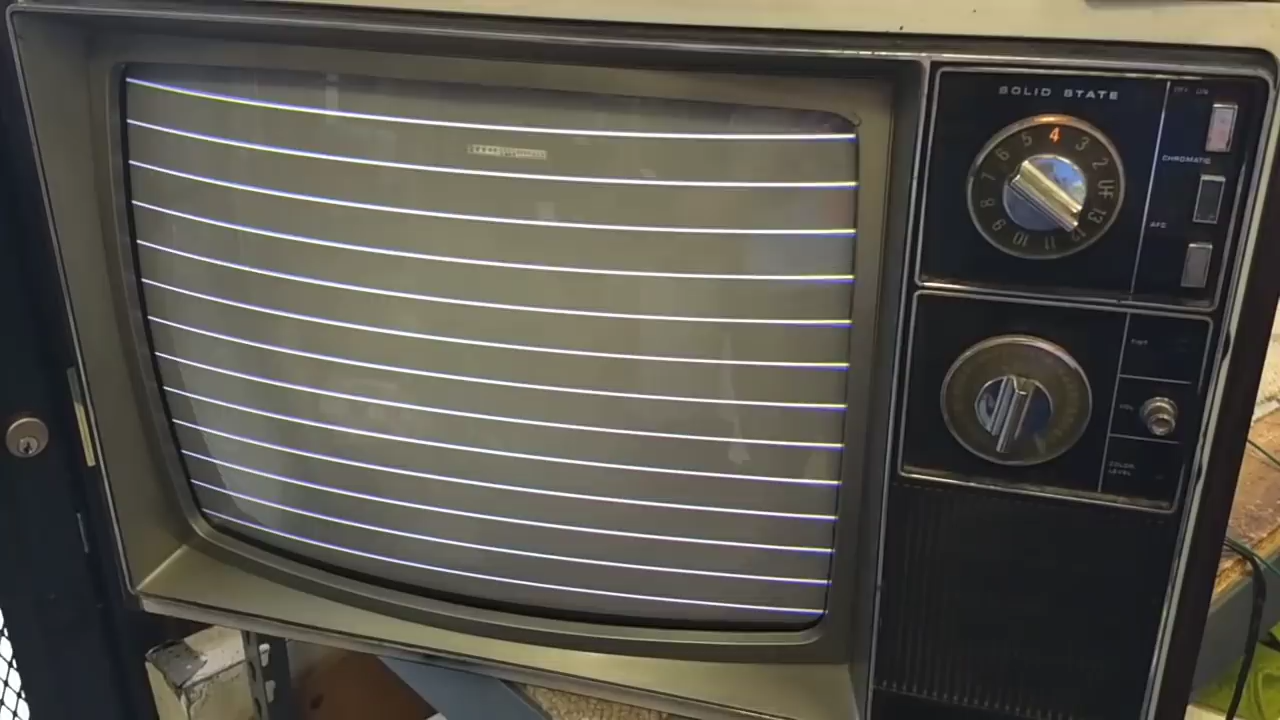 SOLID STATE
OFF ON
4
3
2
UHF
13
12
11
10
9
8
7
6
5
CHROMATIC
AFC
TINT
VOL
COLOR
LEVEL